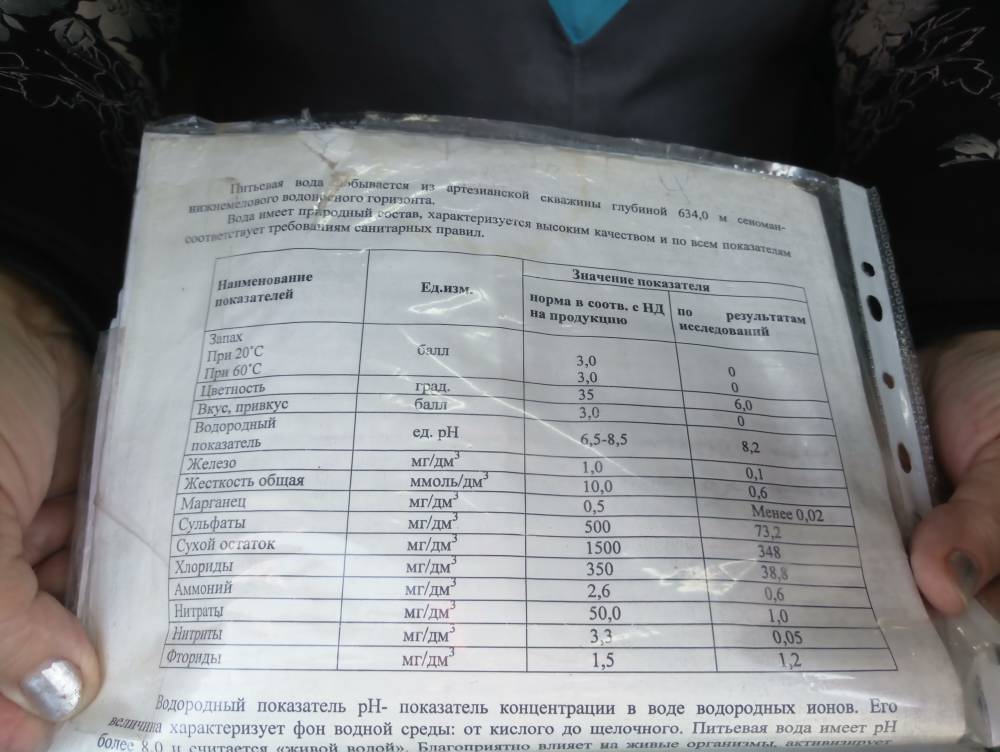 Питьевая вода добывается из артезианской скважины глубиной 634,0 м сеноман-
нижнемелового водоносного горизонта.
Вода имеет природный состав, характеризуется высоким качеством и по всем показателям
соответствует требованиям санитарных правил.
Наименование показателей Ед.изм. Значение показателя
норма в соотв. с НД на продукцию по результатам исследований
Запах
При 20°С балл 3,0 0
При 60°С 3,0 0
Цветность град. 35 6,0
Вкус, привкус балл 3,0 0
Водородный показатель ед. pH 6,5-8,5 8,2
Железо мг/дм³ 1,0 0,1
Жесткость общая ммоль/дм³ 10,0 0,6
Марганец мг/дм³ 0,5 Менее 0,02
Сульфаты мг/дм³ 500 73,2
Сухой остаток мг/дм³ 1500 348
Хлориды мг/дм³ 350 38,8
Аммоний мг/дм³ 2,6 0,6
Нитраты мг/дм³ 50,0 1,0
Нитриты мг/дм³ 3,3 0,05
Фториды мг/дм³ 1,5 1,2
Водородный показатель pH- показатель концентрации в воде водородных ионов. Его
величина характеризует фон водной среды: от кислого до щелочного. Питьевая вода имеет pH
более 8,0 и считается «живой водой». Благоприятно влияет на живые организмы, активизирует